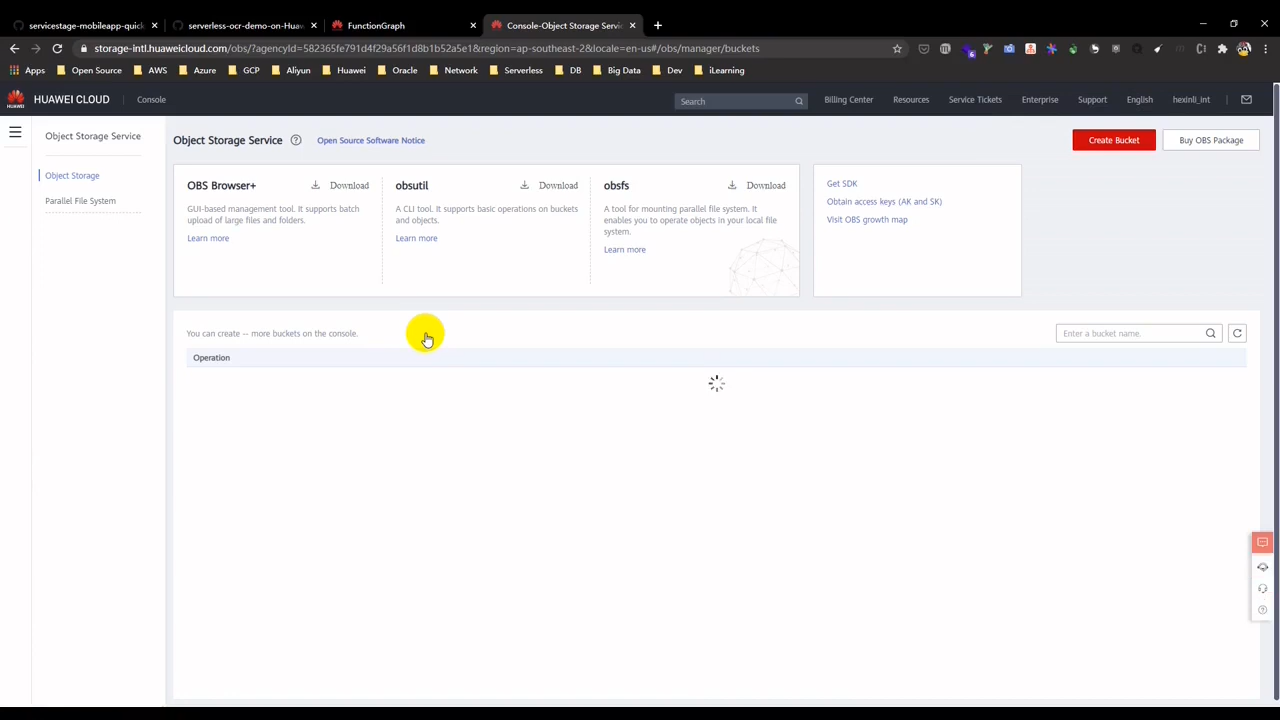 servicestage-mobileapp-quick
serverless-ocr-demo-on-Huaw
FunctionGraph
Console-Object Storage Servic
storage-intl.huaweicloud.com/obs/?agencyId=582365fe791d4f29a56f1d8b1b52a5e1&region=ap-southeast-2&locale=en-us#/obs/manager/buckets
Apps Open Source AWS Azure GCP Aliyun Huawei Oracle Network Serverless DB Big Data Dev iLearning
HUAWEI
HUAWEI CLOUD Console Search Billing Center Resources Service Tickets Enterprise Support English hexinli_int
Object Storage Service
Object Storage
Parallel File System
Object Storage Service Open Source Software Notice Create Bucket Buy OBS Package
OBS Browser+ Download
GUI-based management tool. It supports batch
upload of large files and folders.
Learn more
obsutil Download
A CLI tool. It supports basic operations on buckets
and objects.
Learn more
obsfs Download
A tool for mounting parallel file system. It
enables you to operate objects in your local file
system.
Learn more
Get SDK
Obtain access keys (AK and SK)
Visit OBS growth map
You can create -- more buckets on the console. Enter a bucket name.
Operation